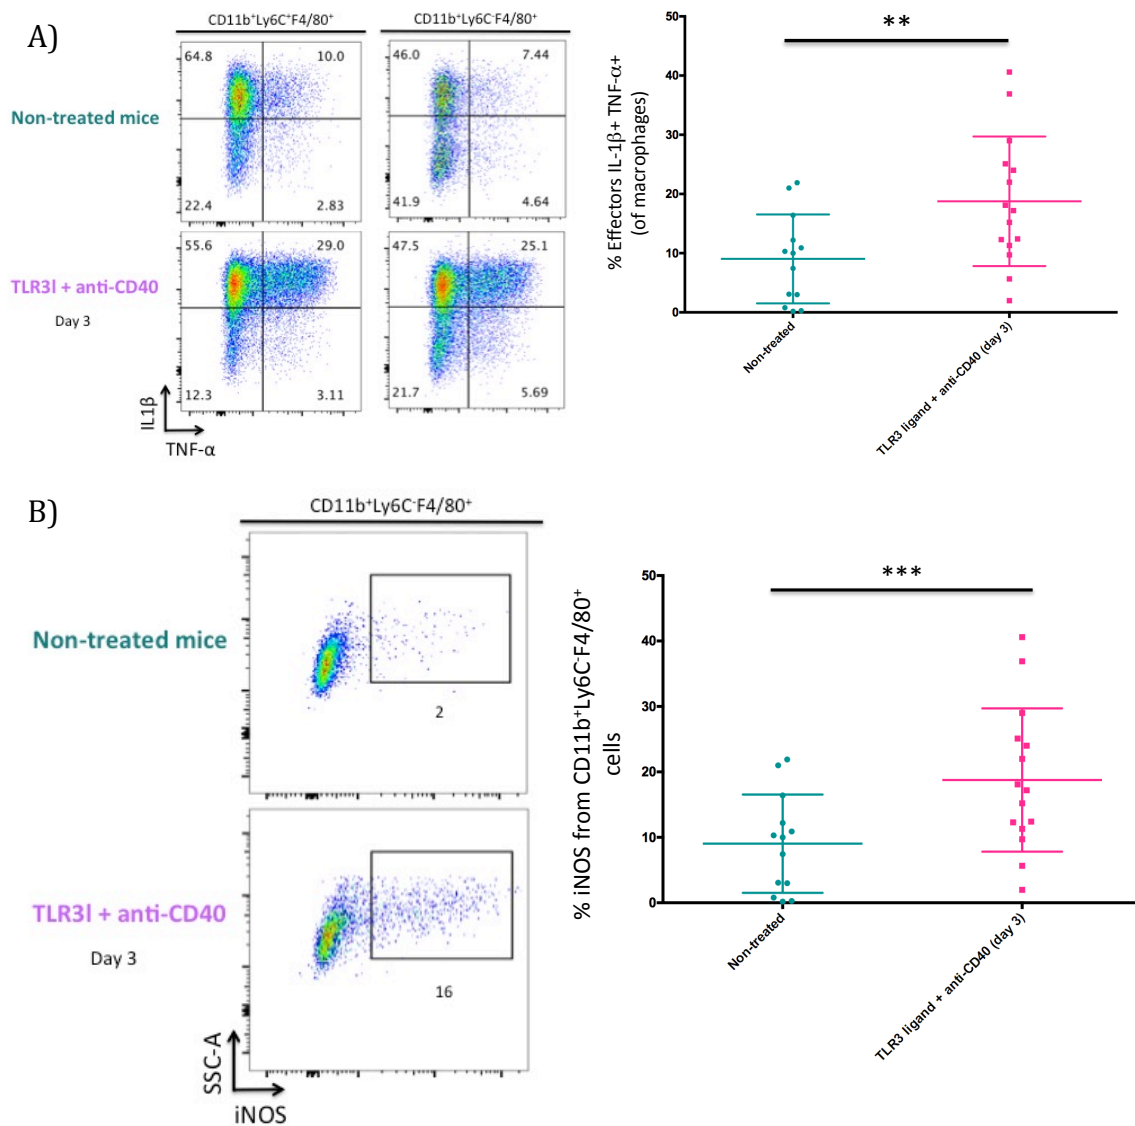 A)
CD11b⁺Ly6C⁺F4/80⁺
CD11b⁺Ly6C⁻F4/80⁺
Non-treated mice
64.8
10.0
22.4
2.83
46.0
7.44
41.9
4.64
TLR3l + anti-CD40
Day 3
55.6
29.0
12.3
3.11
47.5
25.1
21.7
5.69
IL1β
TNF-α
% Effectors IL-1β+ TNF-α+
(of macrophages)
50
40
30
20
10
0
**
Non-treated
TLR3 ligand + anti-CD40 (day 3)
B)
CD11b⁺Ly6C⁻F4/80⁺
Non-treated mice
2
TLR3l + anti-CD40
Day 3
16
SSC-A
iNOS
% iNOS from CD11b⁺Ly6C⁻F4/80⁺
cells
50
40
30
20
10
0
***
Non-treated
TLR3 ligand + anti-CD40 (day 3)